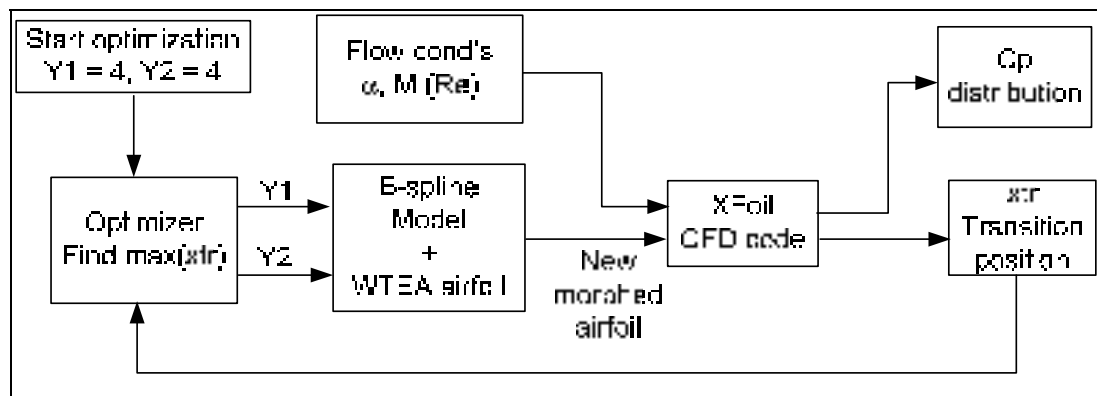 Start optimization
Y1 = 4, Y2 = 4
Flow cond's
α, M (Re)
Cp
distribution
Optimizer
Find max(xtr)
Y1
Y2
B-spline
Model
+
WTEA airfoil
New
morphed
airfoil
XFoil
CFD code
xtr
Transition
position